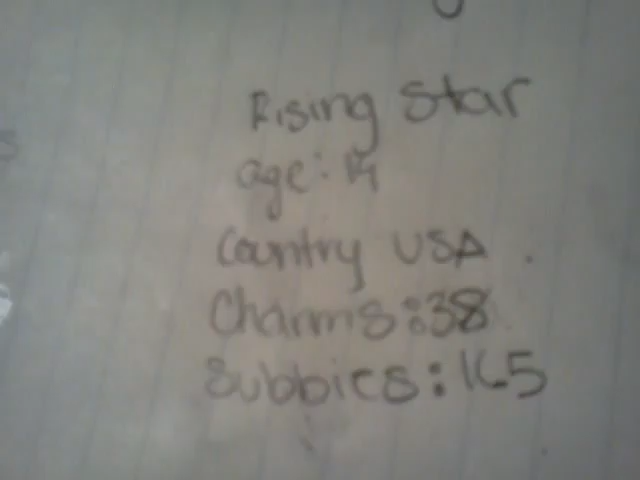 Rising Star
age: 14
Country USA.
Charms:38
Subbies:165